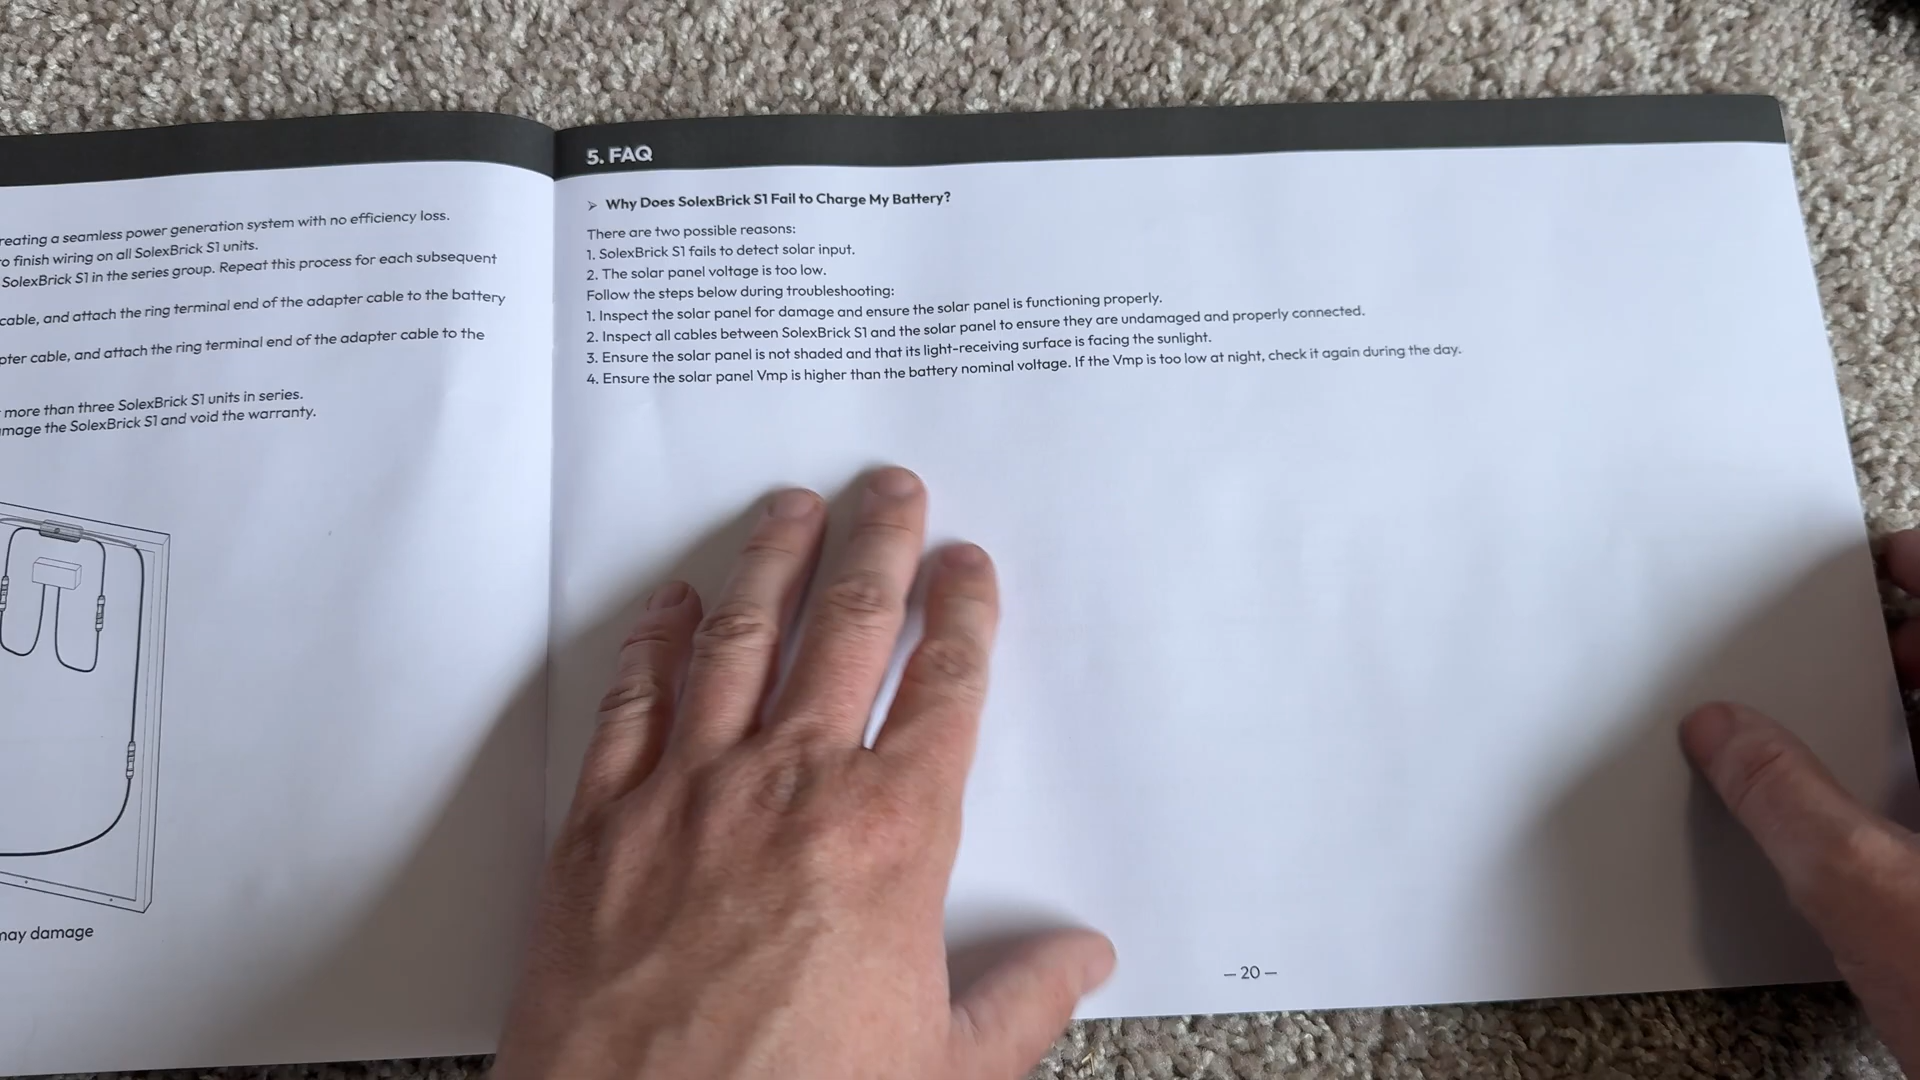 reating a seamless power generation system with no efficiency loss.
o finish wiring on all SolexBrick S1 units.
SolexBrick S1 in the series group. Repeat this process for each subsequent
cable, and attach the ring terminal end of the adapter cable to the battery
pter cable, and attach the ring terminal end of the adapter cable to the
more than three SolexBrick S1 units in series.
mage the SolexBrick S1 and void the warranty.
may damage
5. FAQ
➢ Why Does SolexBrick S1 Fail to Charge My Battery?
There are two possible reasons:
1. SolexBrick S1 fails to detect solar input.
2. The solar panel voltage is too low.
Follow the steps below during troubleshooting:
1. Inspect the solar panel for damage and ensure the solar panel is functioning properly.
2. Inspect all cables between SolexBrick S1 and the solar panel to ensure they are undamaged and properly connected.
3. Ensure the solar panel is not shaded and that its light-receiving surface is facing the sunlight.
4. Ensure the solar panel Vmp is higher than the battery nominal voltage. If the Vmp is too low at night, check it again during the day.
— 20 —